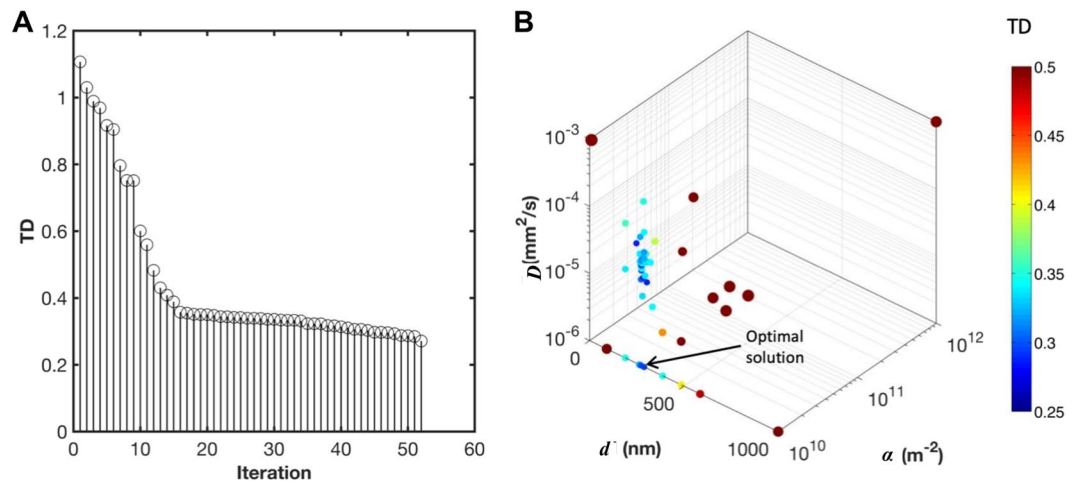 A
TD
1.2
1
0.8
0.6
0.4
0.2
0
0 10 20 30 40 50 60
Iteration
B
D (mm²/s)
10⁻³
10⁻⁴
10⁻⁵
10⁻⁶
0
500
1000
d (nm)
10¹⁰
10¹¹
10¹²
α (m⁻²)
Optimal
solution
TD
0.5
0.45
0.4
0.35
0.3
0.25